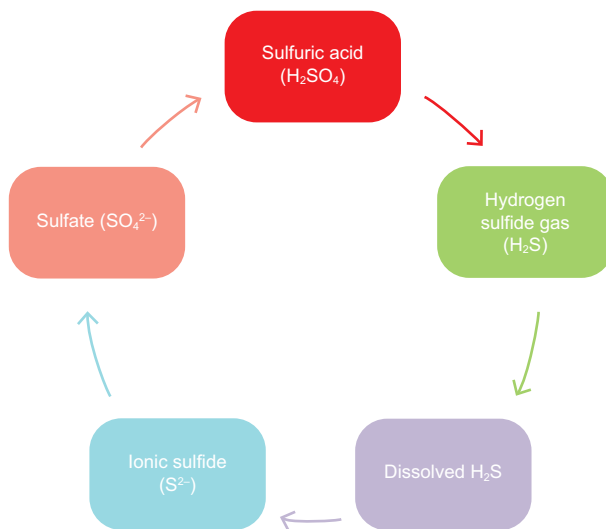 Sulfuric acid
(H₂SO₄)
Hydrogen
sulfide gas
(H₂S)
Dissolved H₂S
Ionic sulfide
(S²⁻)
Sulfate (SO₄²⁻)